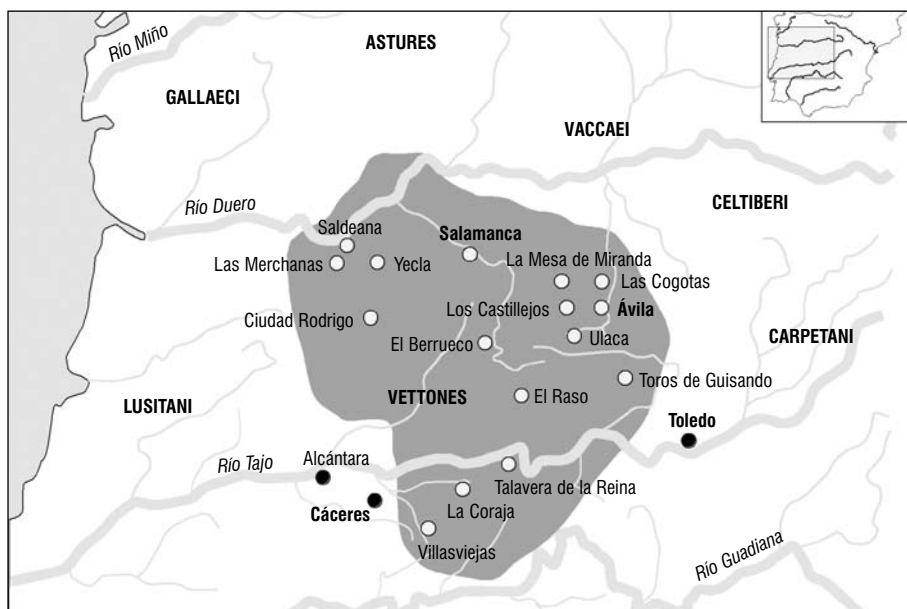 Río Miño
ASTURES
GALLAECI
VACCAEI
CELTIBERI
Río Duero
Saldeana
Salamanca
Las Merchanas
Yecla
La Mesa de Miranda
Las Cogotas
Ciudad Rodrigo
Los Castillejos
Ávila
El Berrueco
Ulaca
CARPETANI
Toros de Guisando
LUSITANI
VETTONES
El Raso
Toledo
Río Tajo
Alcántara
Talavera de la Reina
Cáceres
La Coraja
Villasviejas
Río Guadiana